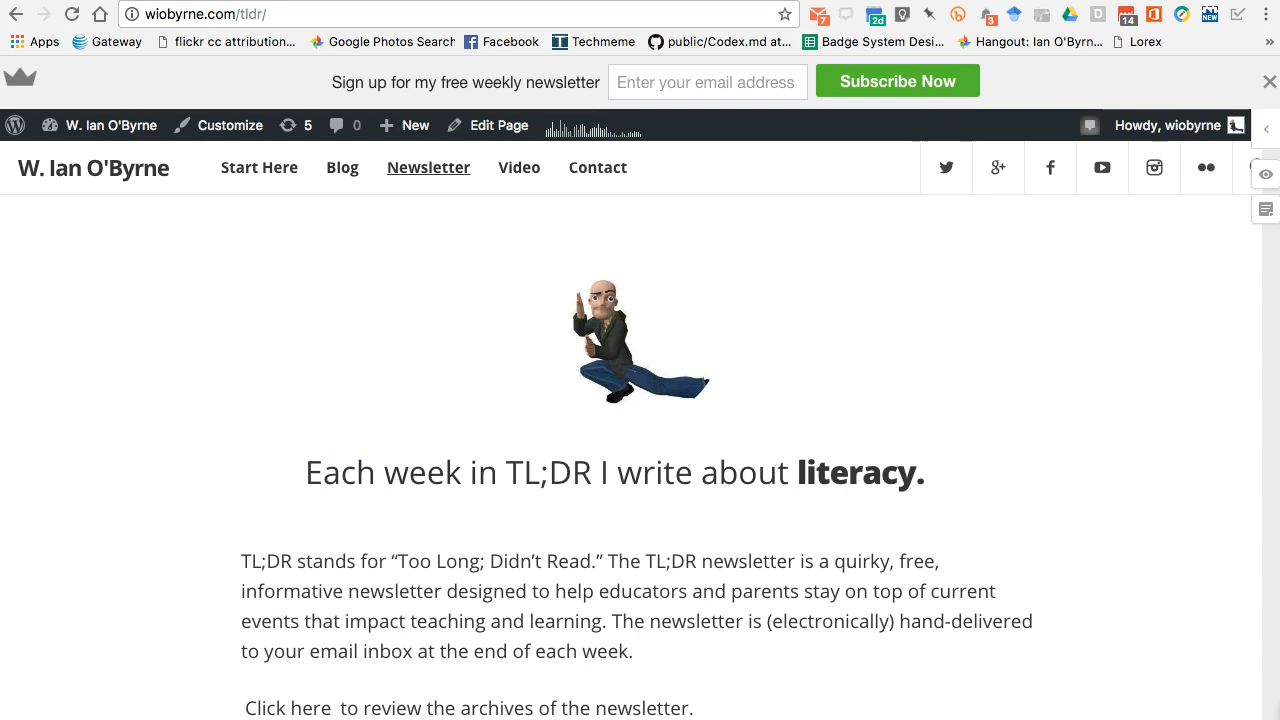 wiobyrne.com/tldr/
7
2d
3
D
14
NEW
Apps
Gateway
flickr cc attribution...
Google Photos Search
Facebook
Techmeme
public/Codex.md at...
Badge System Desi...
Hangout: Ian O'Bryn...
Lorex
»
Sign up for my free weekly newsletter
Enter your email address
Subscribe Now
W. Ian O'Byrne
Customize
5
0
New
Edit Page
Howdy, wiobyrne
W. Ian O'Byrne
Start Here
Blog
Newsletter
Video
Contact
Each week in TL;DR I write about literacy.
TL;DR stands for “Too Long; Didn’t Read.” The TL;DR newsletter is a quirky, free,
informative newsletter designed to help educators and parents stay on top of current
events that impact teaching and learning. The newsletter is (electronically) hand-delivered
to your email inbox at the end of each week.
Click here to review the archives of the newsletter.